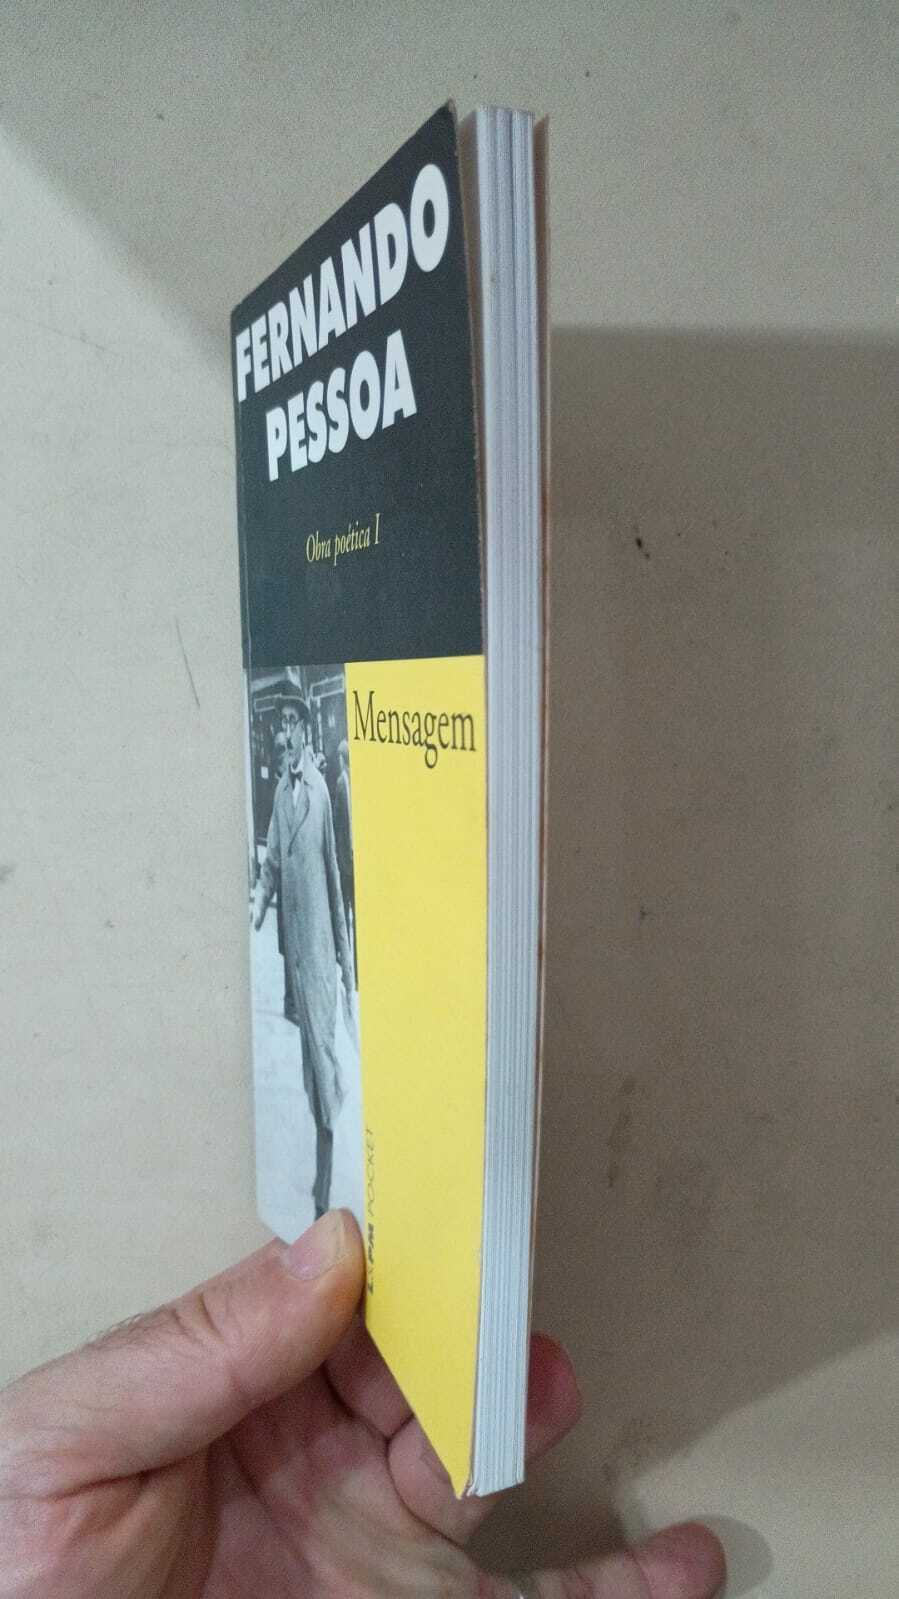 FERNANDO
PESSOA
Obra poética I
Mensagem
L&PM POCKET